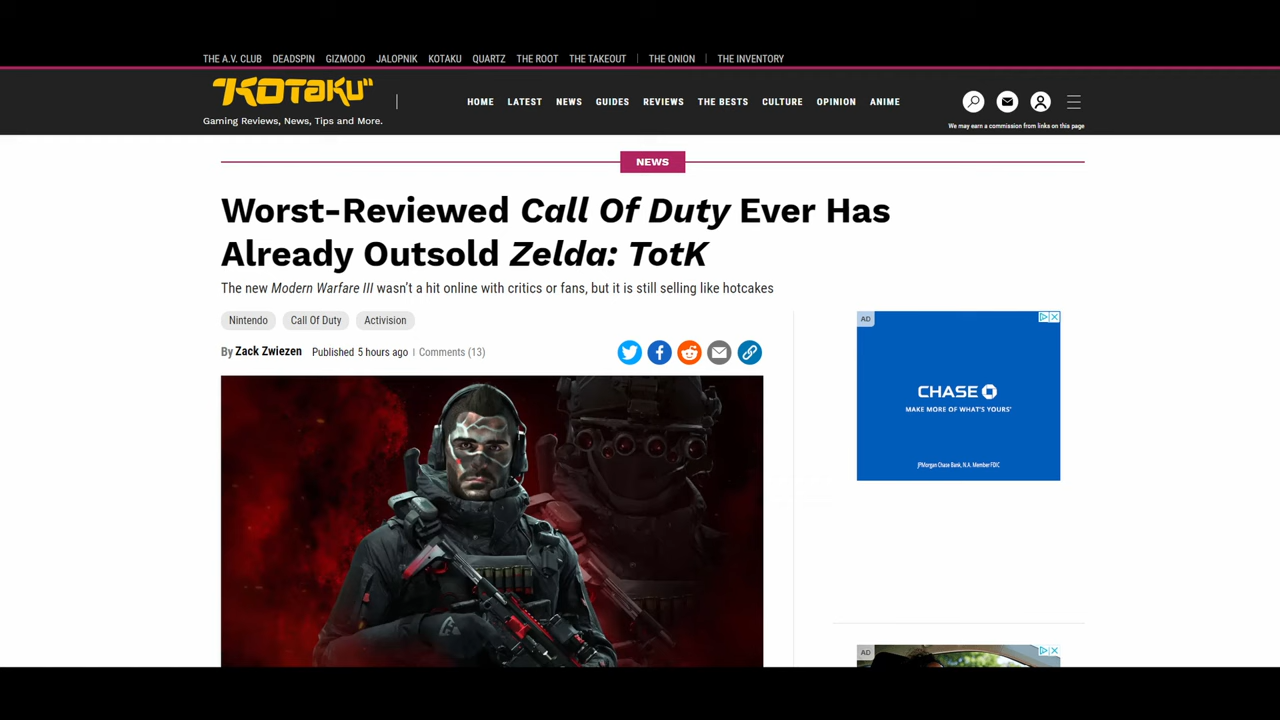 THE A.V. CLUB DEADSPIN GIZMODO JALOPNIK KOTAKU QUARTZ THE ROOT THE TAKEOUT THE ONION THE INVENTORY
"KOTAKU"
Gaming Reviews, News, Tips and More.
HOME LATEST NEWS GUIDES REVIEWS THE BESTS CULTURE OPINION ANIME
We may earn a commission from links on this page
NEWS
Worst-Reviewed Call Of Duty Ever Has
Already Outsold Zelda: TotK
The new Modern Warfare III wasn't a hit online with critics or fans, but it is still selling like hotcakes
Nintendo Call Of Duty Activision
By Zack Zwiezen Published 5 hours ago Comments (13)
AD
CHASE
MAKE MORE OF WHAT'S YOURS®
JPMorgan Chase Bank, N.A. Member FDIC
AD